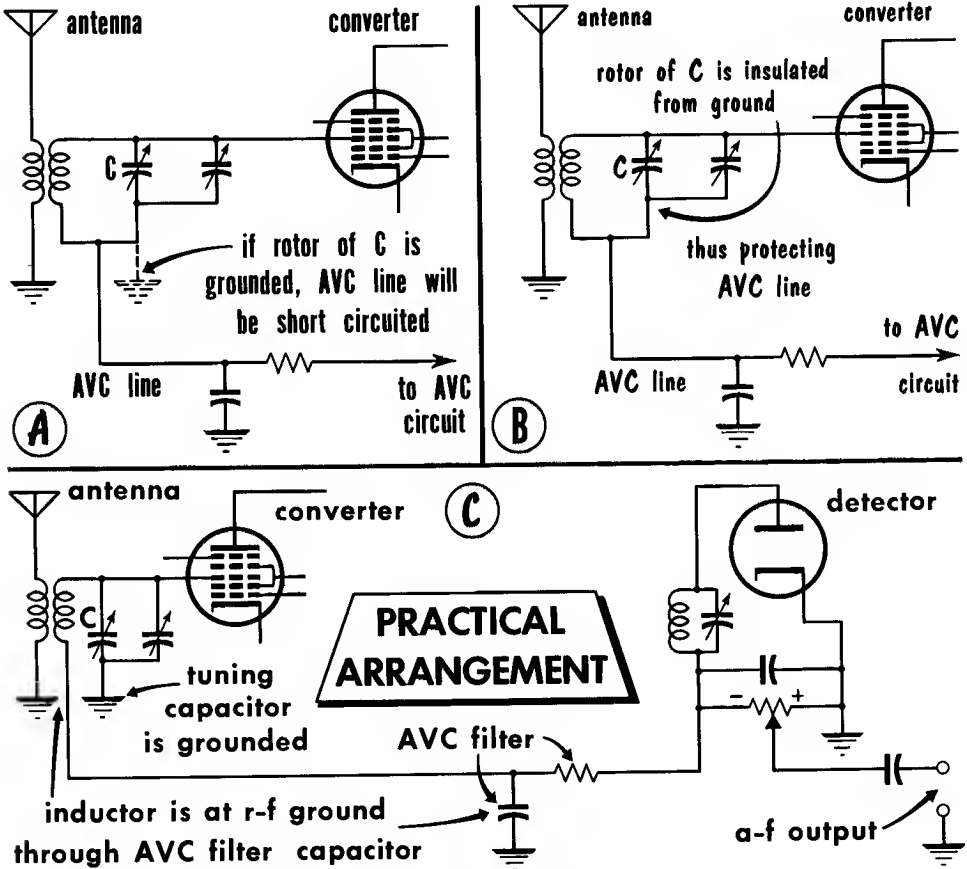 antenna
converter
C
if rotor of C is
grounded, AVC line will
be short circuited
AVC line
to AVC
circuit
A
antenna
converter
rotor of C is insulated
from ground
C
thus protecting
AVC line
to AVC
AVC line
circuit
B
antenna
converter
C
detector
C
PRACTICAL
ARRANGEMENT
tuning
capacitor
is grounded
- +
AVC filter
inductor is at r-f ground
through AVC filter capacitor
a-f output